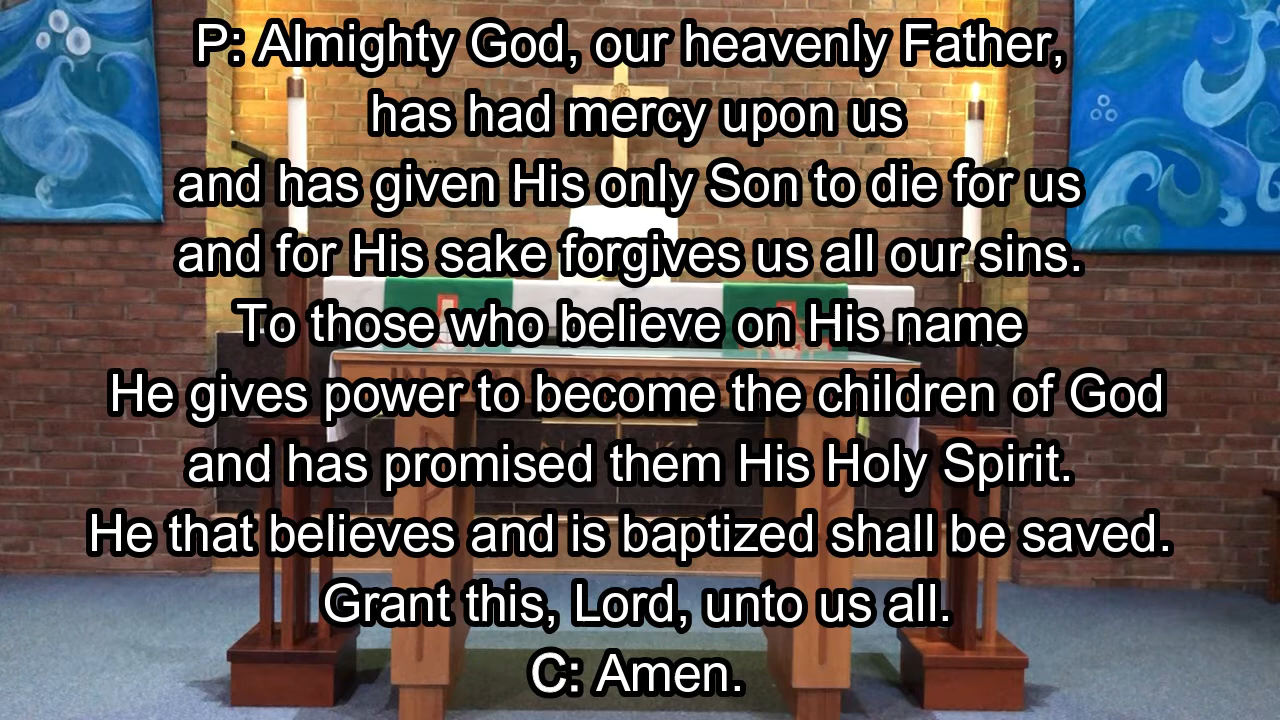 P: Almighty God, our heavenly Father,
has had mercy upon us
and has given His only Son to die for us
and for His sake forgives us all our sins.
To those who believe on His name
He gives power to become the children of God
and has promised them His Holy Spirit.
He that believes and is baptized shall be saved.
Grant this, Lord, unto us all.
C: Amen.